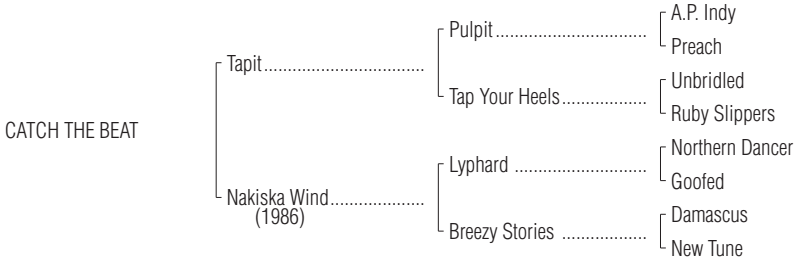 A.P. Indy
Pulpit................................
Preach
Tapit..................................
Unbridled
Tap Your Heels..................
Ruby Slippers
CATCH THE BEAT
Northern Dancer
Lyphard ............................
Goofed
Nakiska Wind....................
(1986)
Damascus
Breezy Stories ..................
New Tune